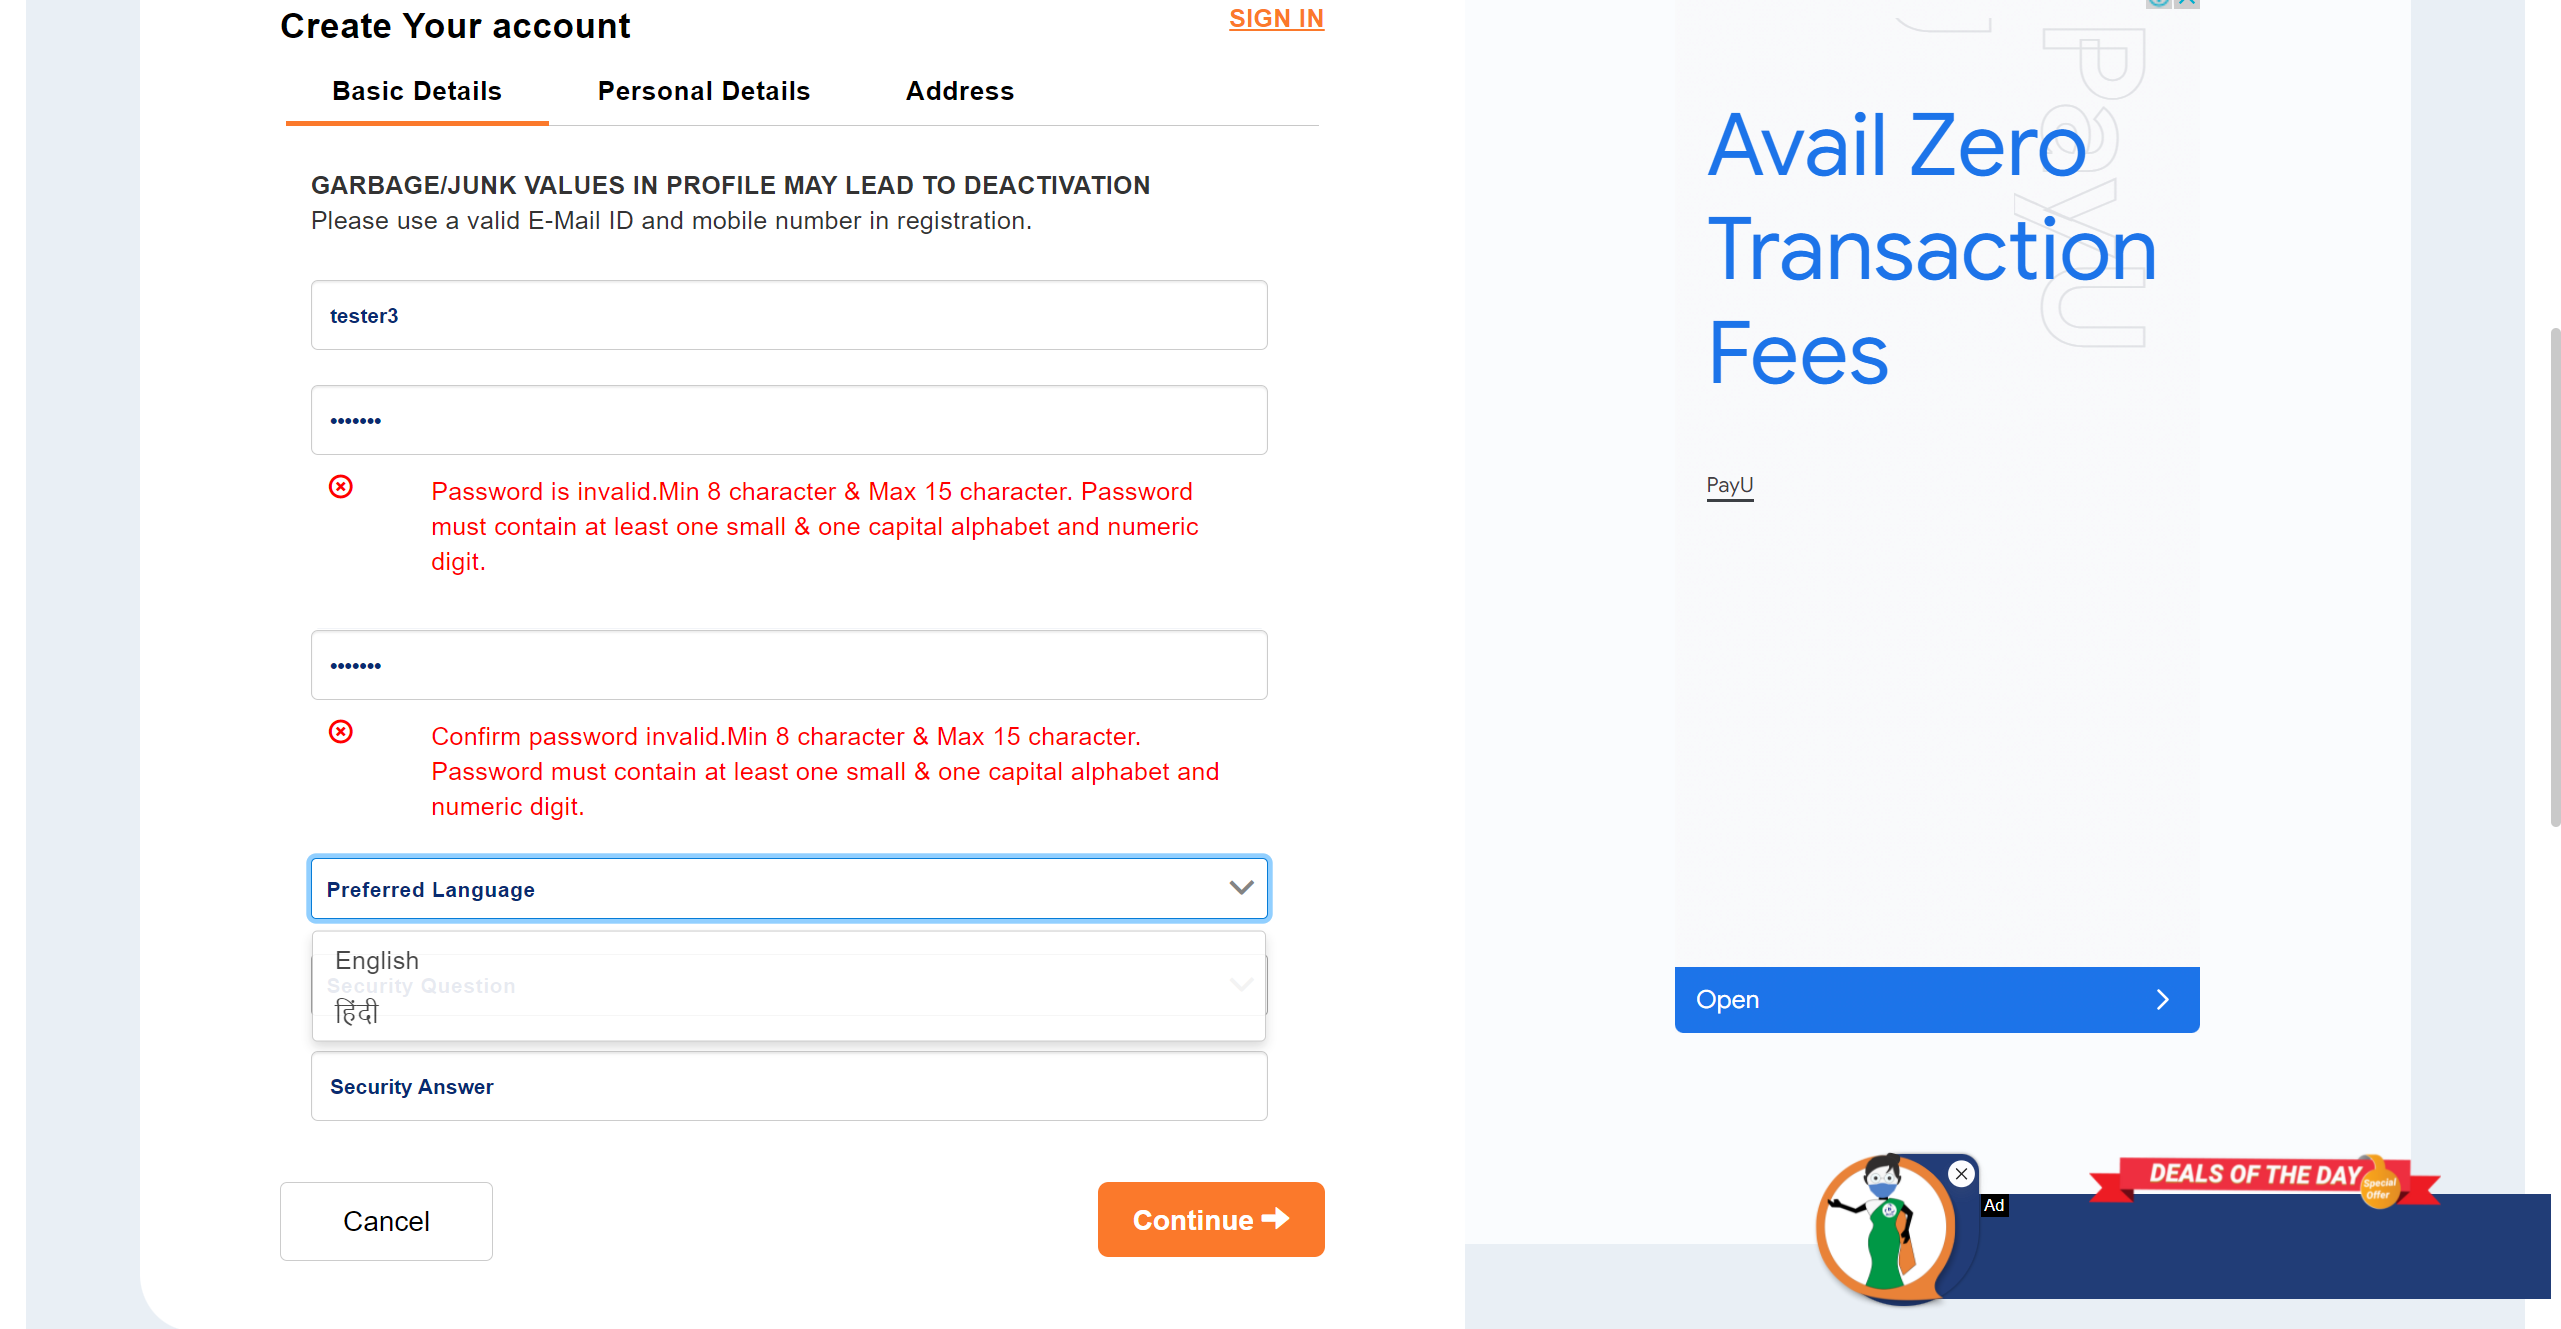 Create Your account
SIGN IN
Basic Details
Personal Details
Address
GARBAGE/JUNK VALUES IN PROFILE MAY LEAD TO DEACTIVATION
Please use a valid E-Mail ID and mobile number in registration.
tester3
•••••••
Password is invalid.Min 8 character & Max 15 character. Password
must contain at least one small & one capital alphabet and numeric
digit.
•••••••
Confirm password invalid.Min 8 character & Max 15 character.
Password must contain at least one small & one capital alphabet and
numeric digit.
Preferred Language
English
Security Question
हिंदी
Security Answer
Cancel
Continue
PayU
Avail Zero
Transaction
Fees
PayU
Open
DEALS OF THE DAY
Special
Offer
Ad